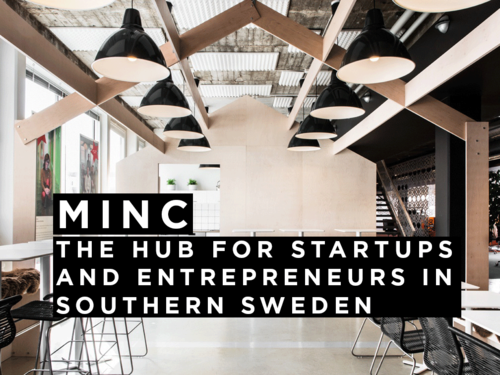 MINC
THE HUB FOR STARTUPS
AND ENTREPRENEURS IN
SOUTHERN SWEDEN